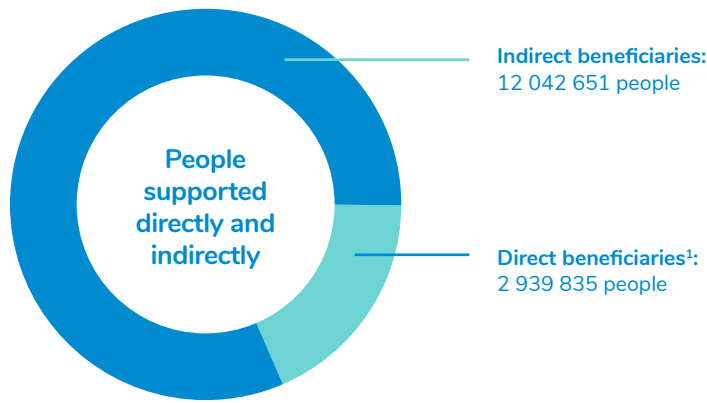 People
supported
directly and
indirectly
Indirect beneficiaries:
12 042 651 people
Direct beneficiaries¹:
2 939 835 people